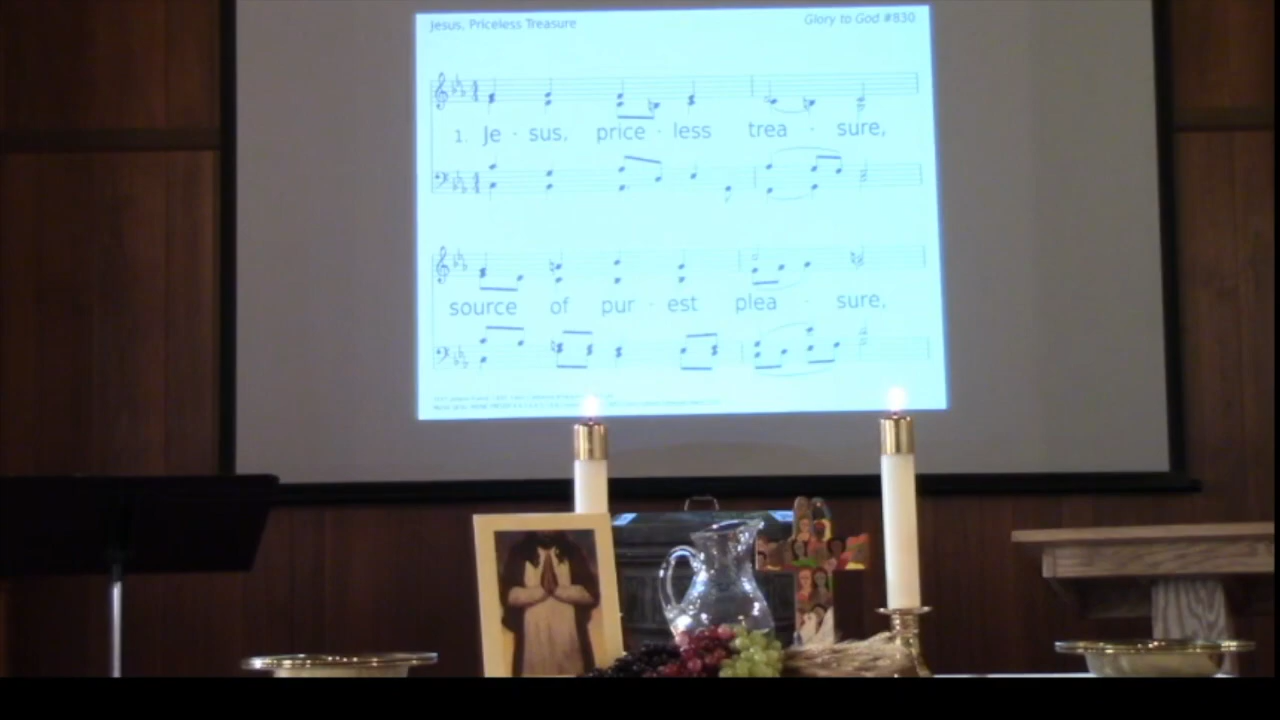 Jesus, Priceless Treasure
Glory to God #830
1. Je - sus, price - less trea - sure,
source of pur - est plea - sure,